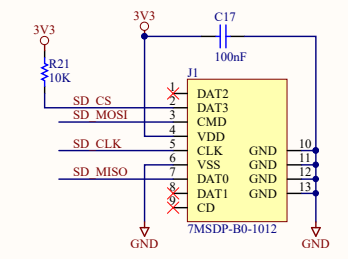 3V3
3V3
C17
100nF
R21
10K
J1
SD_CS
SD_MOSI
SD_CLK
SD_MISO
1 DAT2
2 DAT3
3 CMD
4 VDD
5 CLK
6 VSS
7 DAT0
8 DAT1
9 CD
GND 10
GND 11
GND 12
GND 13
7MSDP-B0-1012
GND
GND